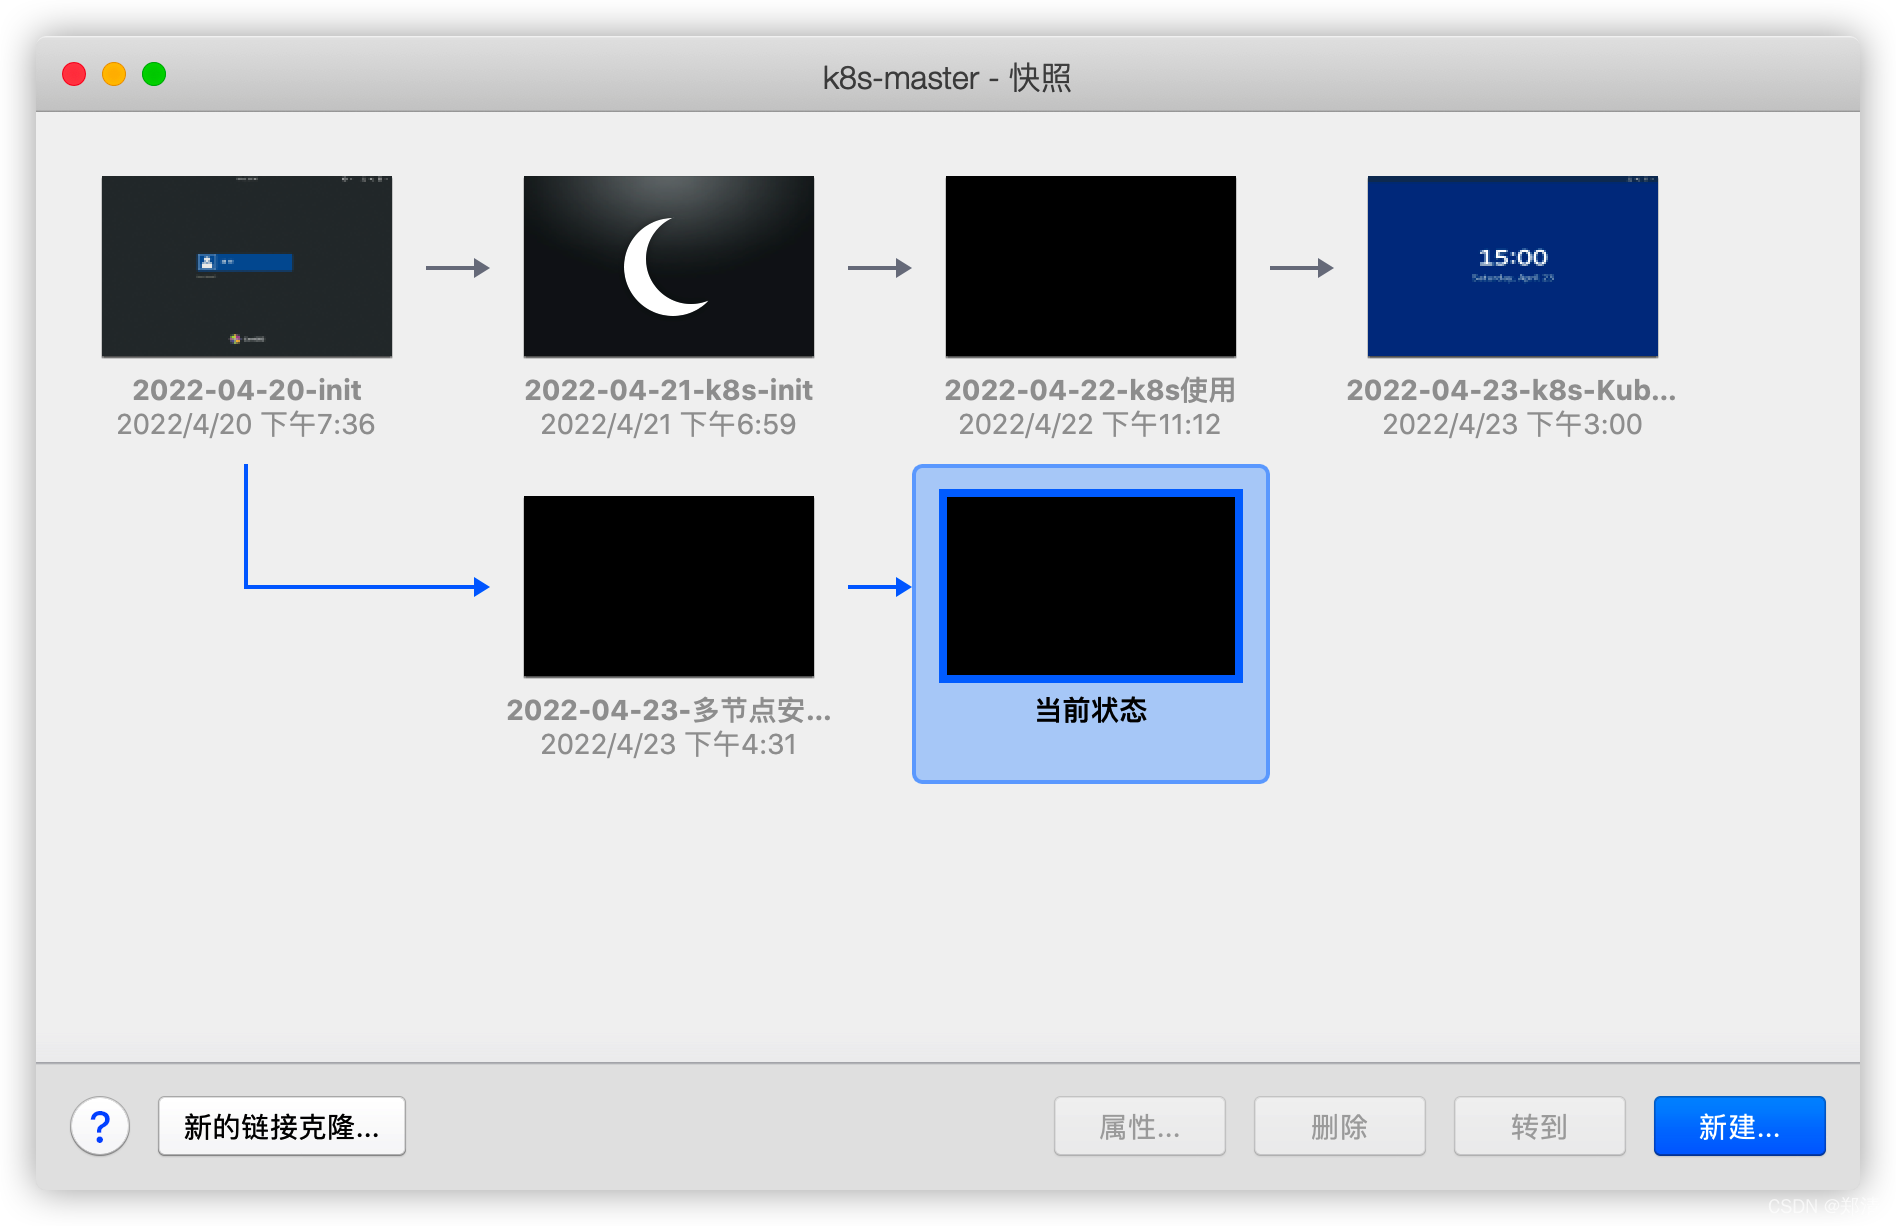 k8s-master - 快照
15:00
Saturday, April 23
2022-04-20-init
2022/4/20 下午7:36
2022-04-21-k8s-init
2022/4/21 下午6:59
2022-04-22-k8s使用
2022/4/22 下午11:12
2022-04-23-k8s-Kub...
2022/4/23 下午3:00
2022-04-23-多节点安...
2022/4/23 下午4:31
当前状态
?
新的链接克隆...
属性...
删除
转到
新建...
CSDN @郑